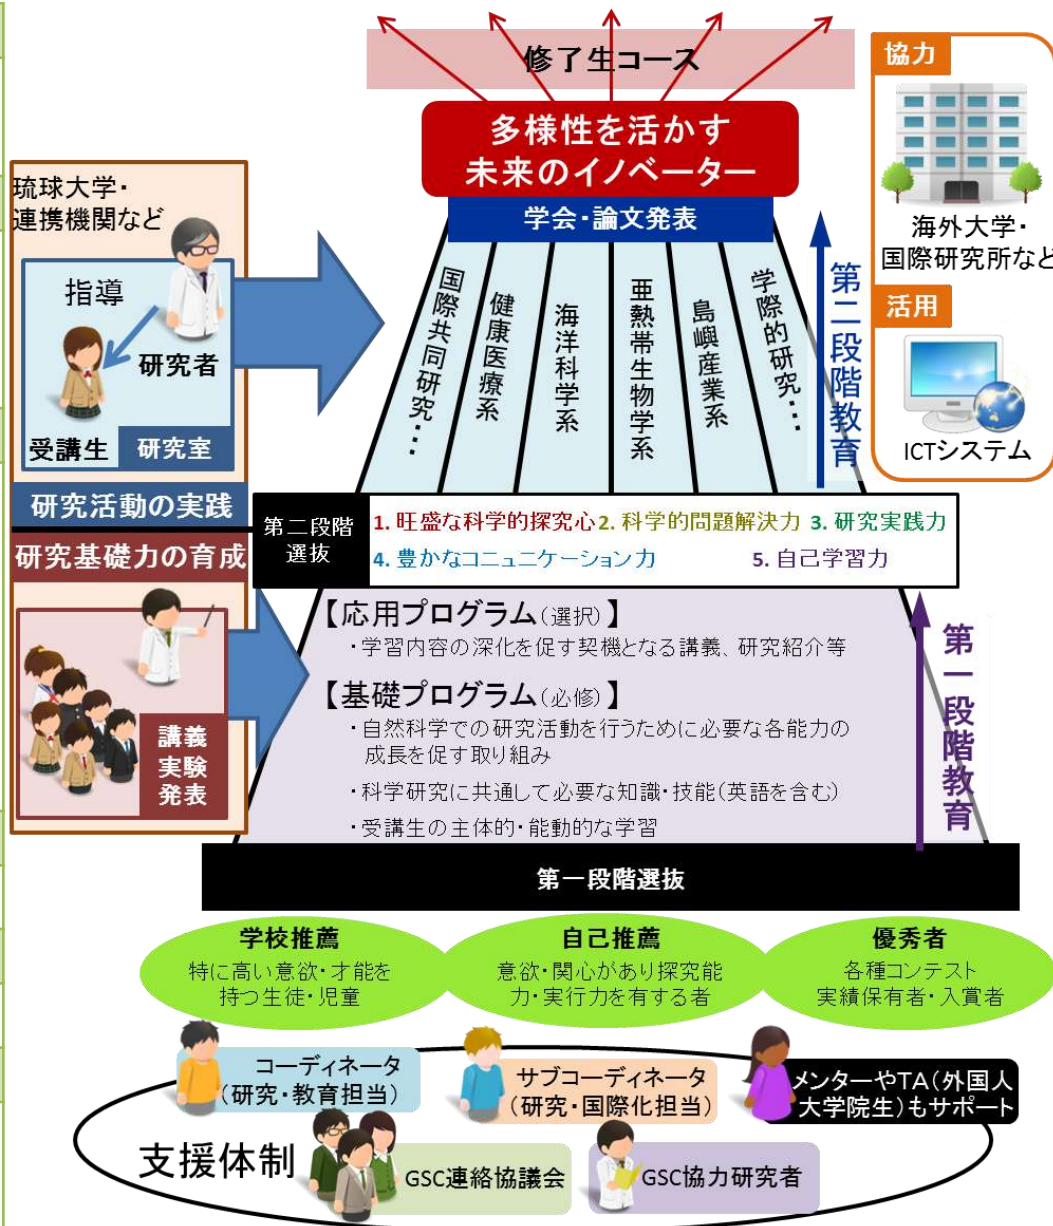 修了生コース
多様性を活かす
未来のイノベーター
学会・論文発表
国際共同研究・・・
健康医療系
海洋科学系
亜熱帯生物学系
島嶼産業系
学際的研究・・・
第二段階教育
協力
海外大学・
国際研究所など
活用
ICTシステム
琉球大学・
連携機関など
指導
研究者
受講生
研究室
研究活動の実践
研究基礎力の育成
講義
実験
発表
第二段階
選抜
1. 旺盛な科学的探究心 2. 科学的問題解決力 3. 研究実践力
4. 豊かなコニュニケーション力 5. 自己学習力
【応用プログラム(選択)】
・学習内容の深化を促す契機となる講義、研究紹介等
【基礎プログラム(必修)】
・自然科学での研究活動を行うために必要な各能力の
成長を促す取り組み
・科学研究に共通して必要な知識・技能(英語を含む)
・受講生の主体的・能動的な学習
第一段階教育
第一段階選抜
学校推薦
特に高い意欲・才能を
持つ生徒・児童
自己推薦
意欲・関心があり探究能
力・実行力を有する者
優秀者
各種コンテスト
実績保有者・入賞者
コーディネータ
(研究・教育担当)
サブコーディネータ
(研究・国際化担当)
メンターやTA(外国人
大学院生)もサポート
支援体制
GSC連絡協議会
GSC協力研究者